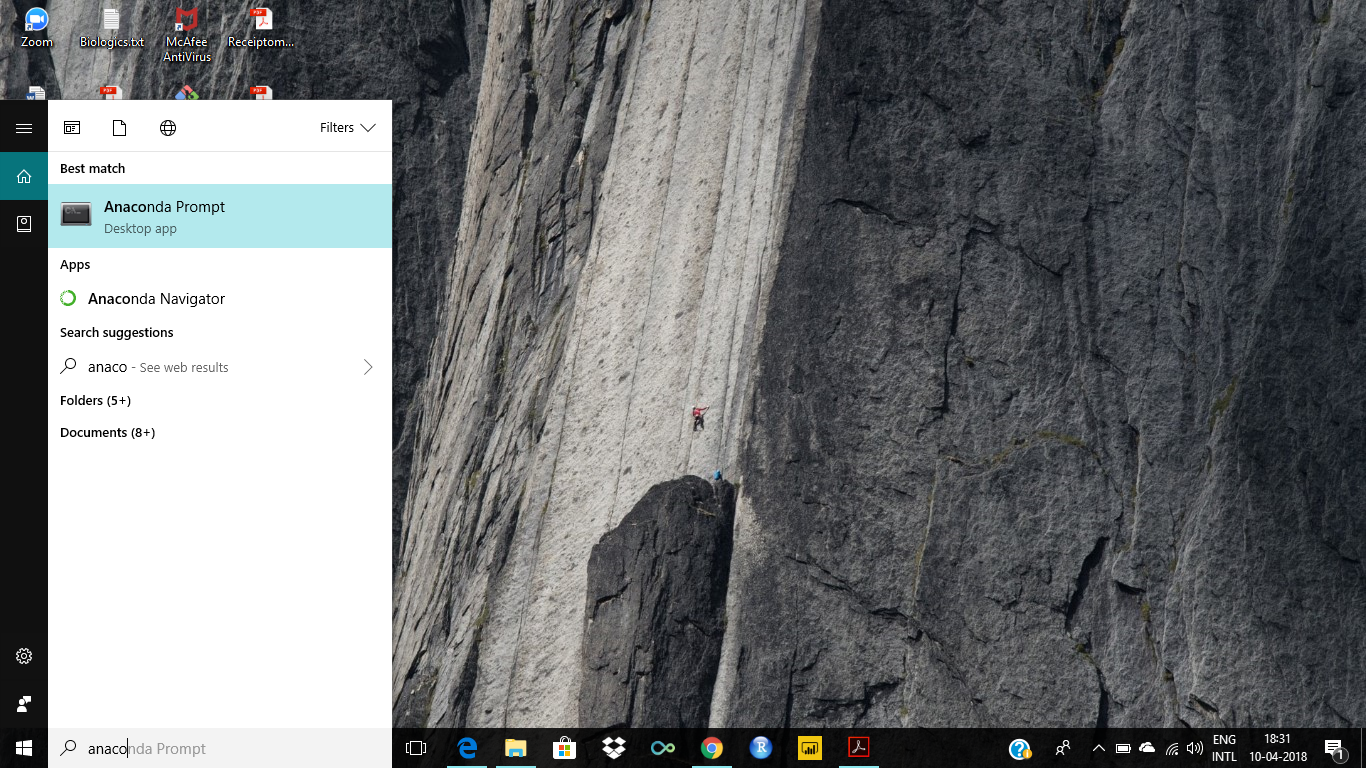 Zoom
Biologics.txt
McAfee
AntiVirus
Receiptom...
Filters
Best match
Anaconda Prompt
Desktop app
Apps
Anaconda Navigator
Search suggestions
anaco - See web results
Folders (5+)
Documents (8+)
anaconda Prompt
ENG
INTL
18:31
10-04-2018
1